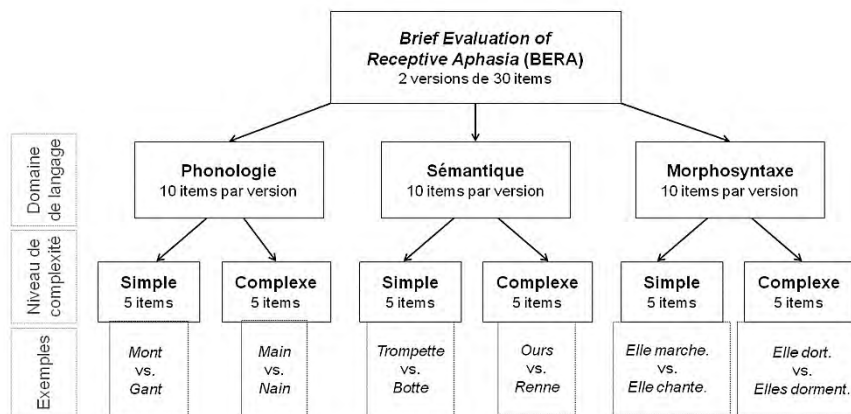 Brief Evaluation of
Receptive Aphasia (BERA)
2 versions de 30 items
Domaine
de langage
Phonologie
10 items par version
Sémantique
10 items par version
Morphosyntaxe
10 items par version
Niveau de
complexité
Simple
5 items
Complexe
5 items
Simple
5 items
Complexe
5 items
Simple
5 items
Complexe
5 items
Exemples
Mont
vs.
Gant
Main
vs.
Nain
Trompette
vs.
Botte
Ours
vs.
Renne
Elle marche.
vs.
Elle chante.
Elle dort.
vs.
Elles dorment.